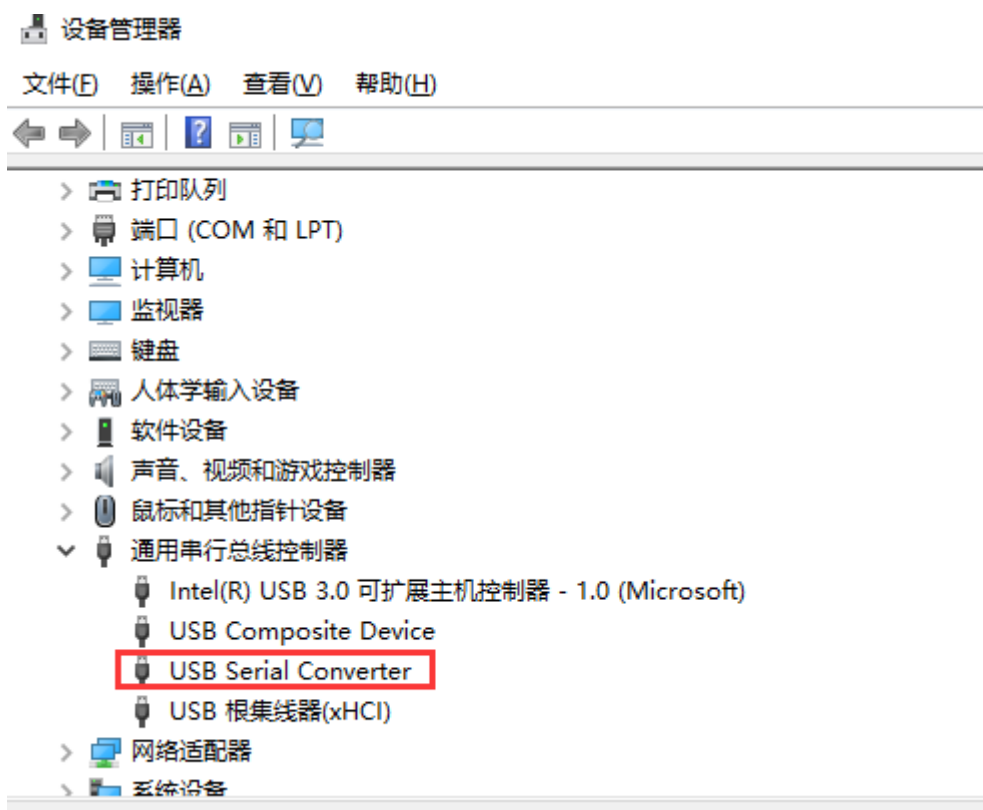 设备管理器
文件(F) 操作(A) 查看(V) 帮助(H)
打印队列
端口 (COM 和 LPT)
计算机
监视器
键盘
人体学输入设备
软件设备
声音、视频和游戏控制器
鼠标和其他指针设备
通用串行总线控制器
Intel(R) USB 3.0 可扩展主机控制器 - 1.0 (Microsoft)
USB Composite Device
USB Serial Converter
USB 根集线器(xHCI)
网络适配器
系统设备